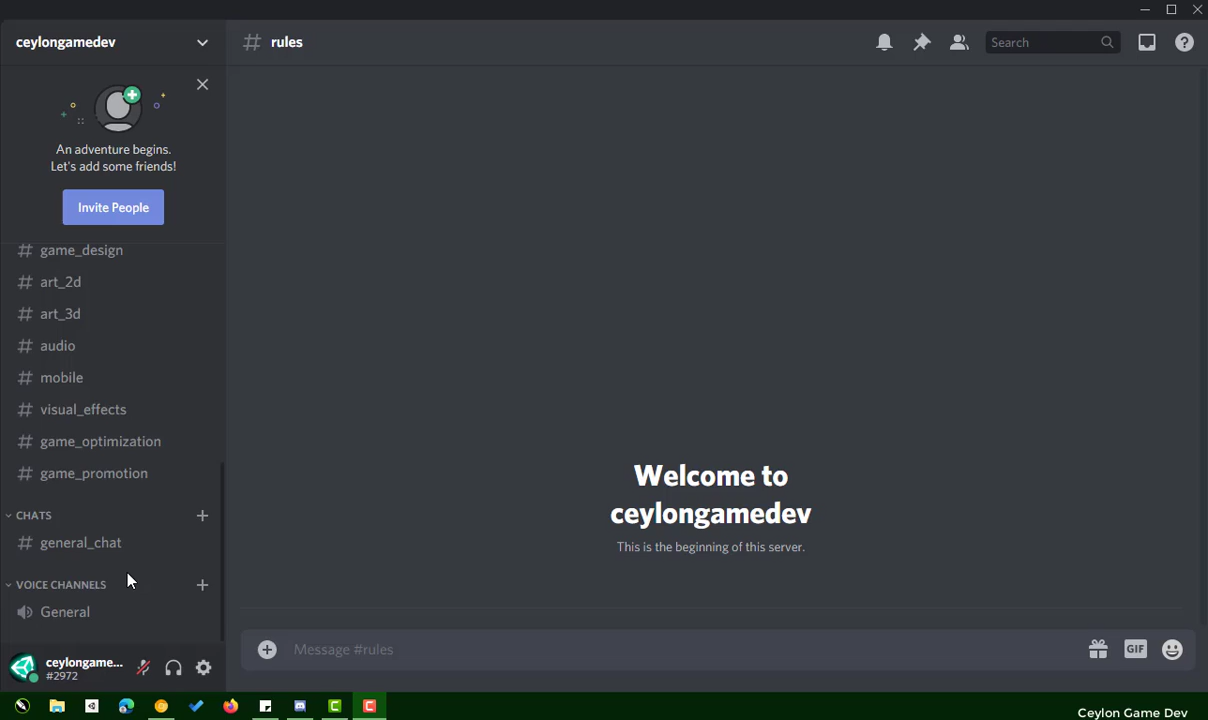 ceylongamedev
# rules
Search
An adventure begins.
Let's add some friends!
Invite People
# game_design
# art_2d
# art_3d
# audio
# mobile
# visual_effects
# game_optimization
# game_promotion
CHATS
# general_chat
VOICE CHANNELS
General
ceylongame...
#2972
Welcome to
ceylongamedev
This is the beginning of this server.
Message #rules
GIF
Ceylon Game Dev